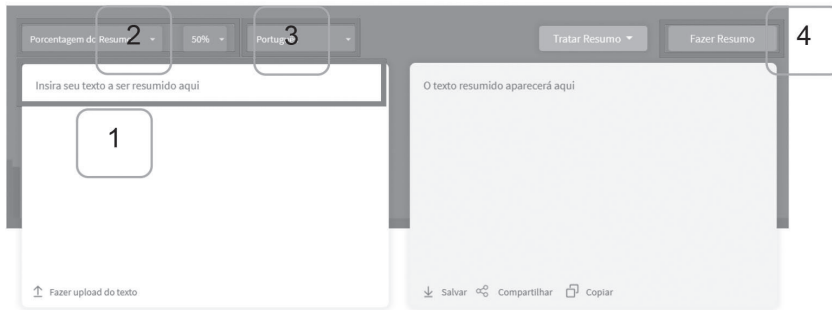 Porcentagem do Resumo 2 50% Português 3 Tratar Resumo Fazer Resumo 4
Insira seu texto a ser resumido aqui
O texto resumido aparecerá aqui
1
Fazer upload do texto
Salvar Compartilhar Copiar